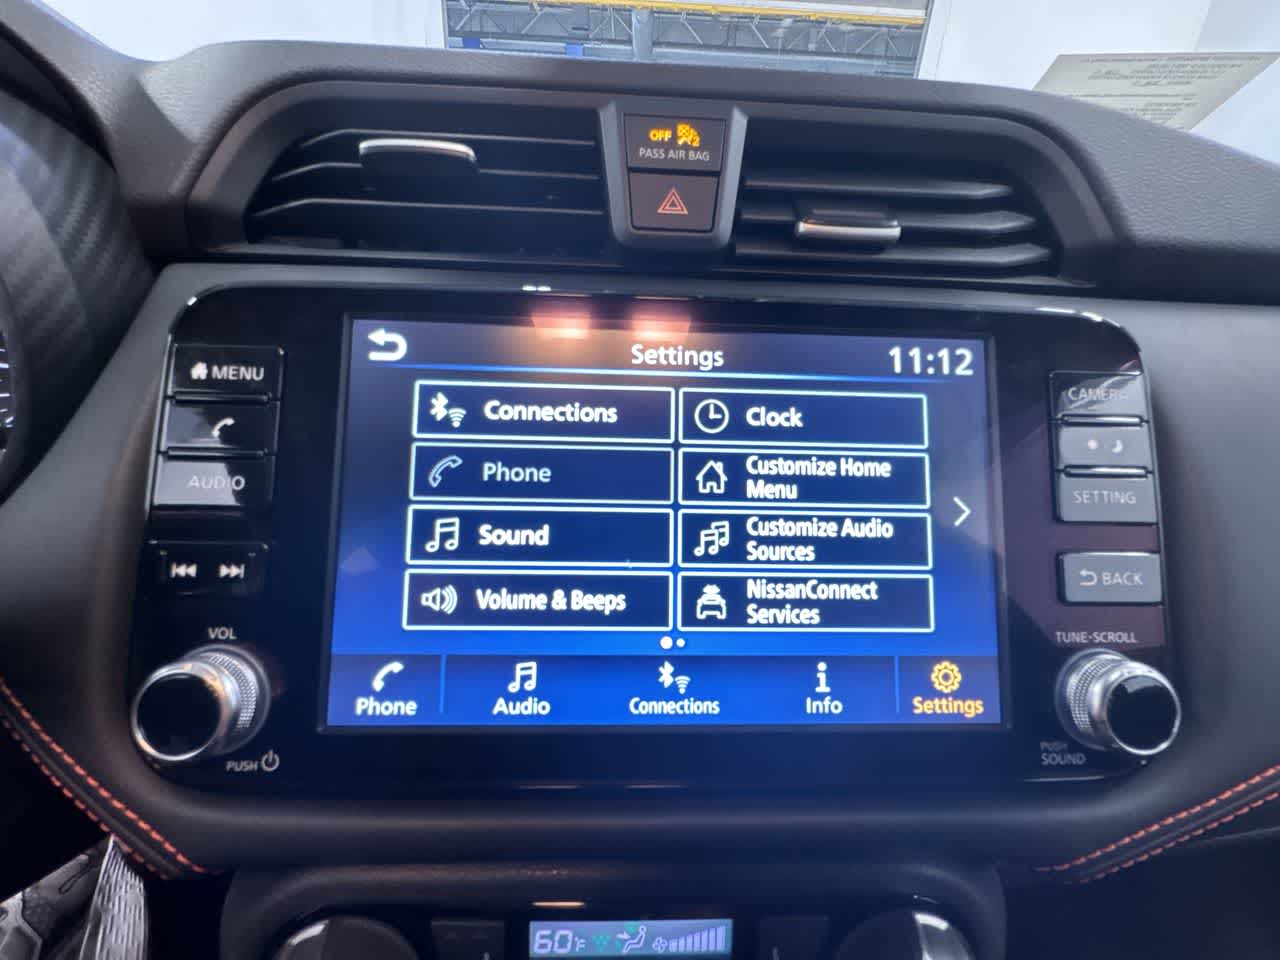 OFF 2
PASS AIR BAG
MENU
AUDIO
VOL
PUSH
Settings
11:12
Connections
Clock
Phone
Customize Home
Menu
Sound
Customize Audio
Sources
Volume & Beeps
NissanConnect
Services
Phone
Audio
Connections
Info
Settings
CAMERA
SETTING
BACK
TUNE·SCROLL
PUSH
SOUND
60°F